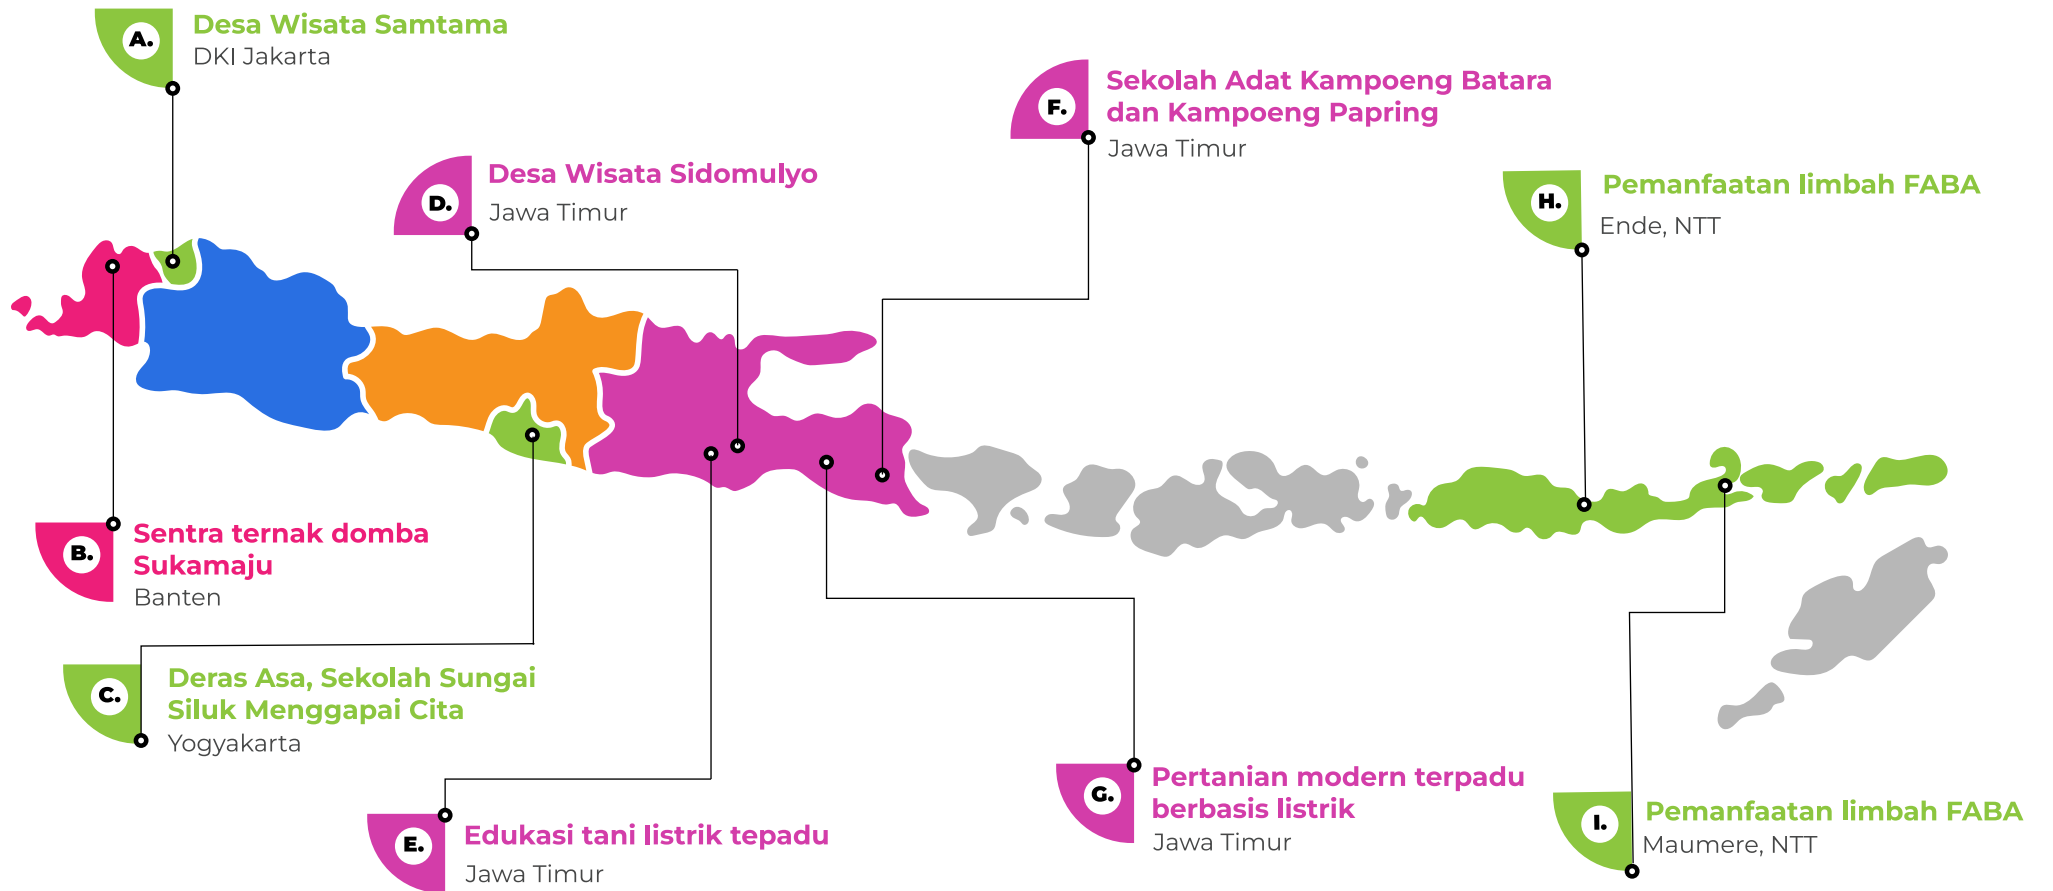 A.
Desa Wisata Samtama
DKI Jakarta
B.
Sentra ternak domba
Sukamaju
Banten
C.
Deras Asa, Sekolah Sungai
Siluk Menggapai Cita
Yogyakarta
D.
Desa Wisata Sidomulyo
Jawa Timur
E.
Edukasi tani listrik tepadu
Jawa Timur
F.
Sekolah Adat Kampoeng Batara
dan Kampoeng Papring
Jawa Timur
G.
Pertanian modern terpadu
berbasis listrik
Jawa Timur
H.
Pemanfaatan limbah FABA
Ende, NTT
I.
Pemanfaatan limbah FABA
Maumere, NTT